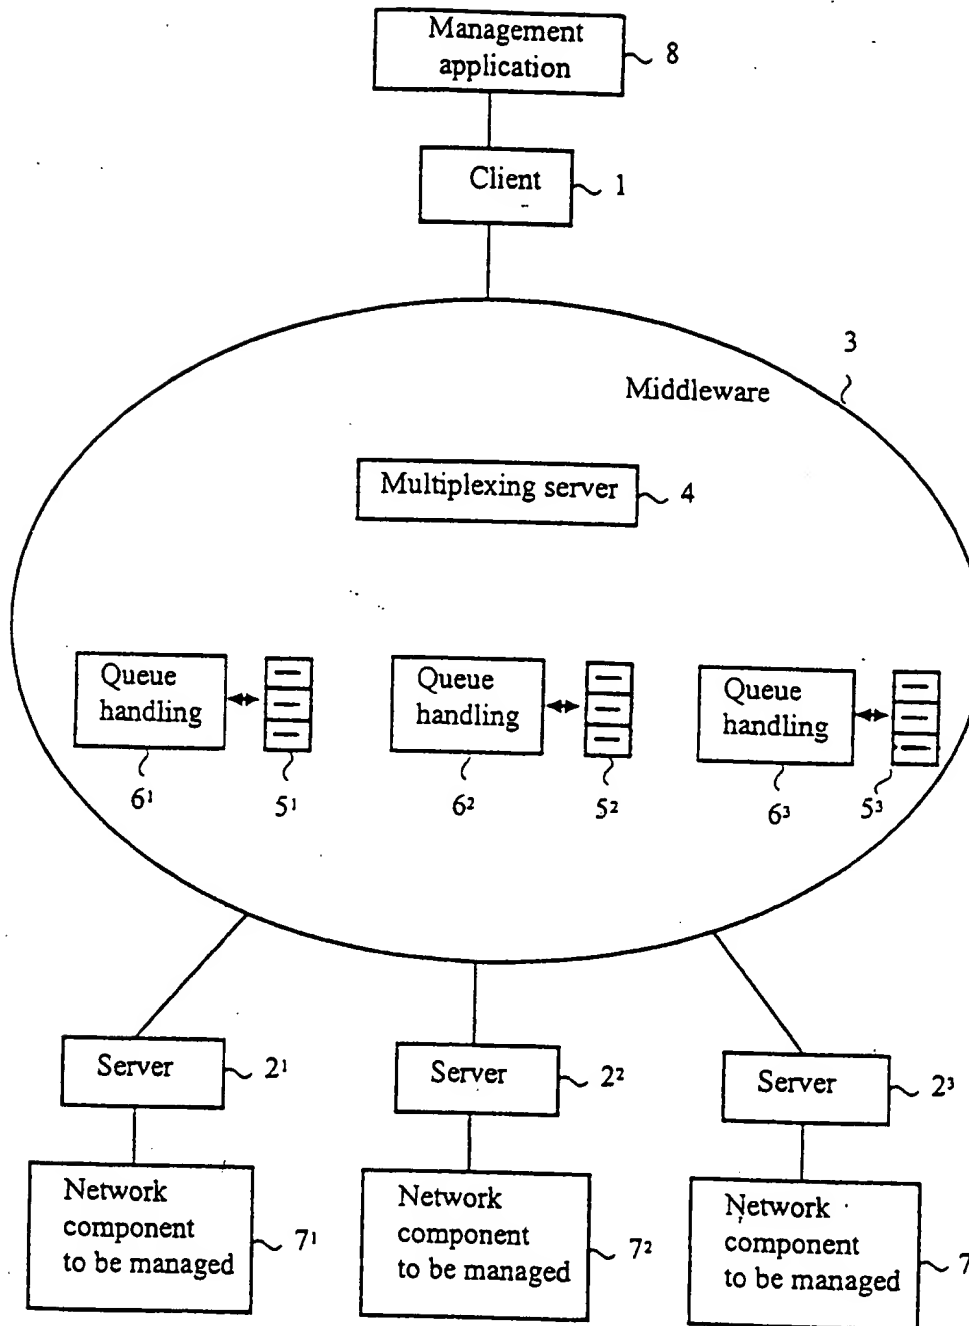 Management
application
8
Client
1
3
Middleware
Multiplexing server
4
Queue
handling
Queue
handling
Queue
handling
6¹
5¹
6²
5²
6³
5³
Server
2¹
Server
2²
Server
2³
Network
component
to be managed
7¹
Network
component
to be managed
7²
Network
component
to be managed
7